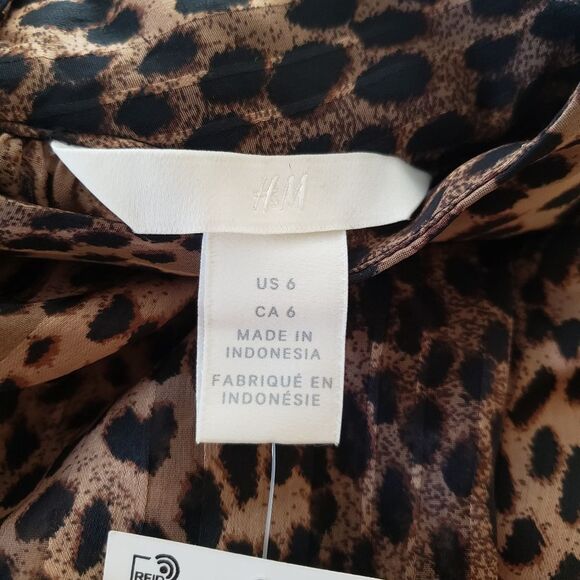 H&M
US 6
CA 6
MADE IN
INDONESIA
FABRIQUÉ EN
INDONÉSIE
RFID